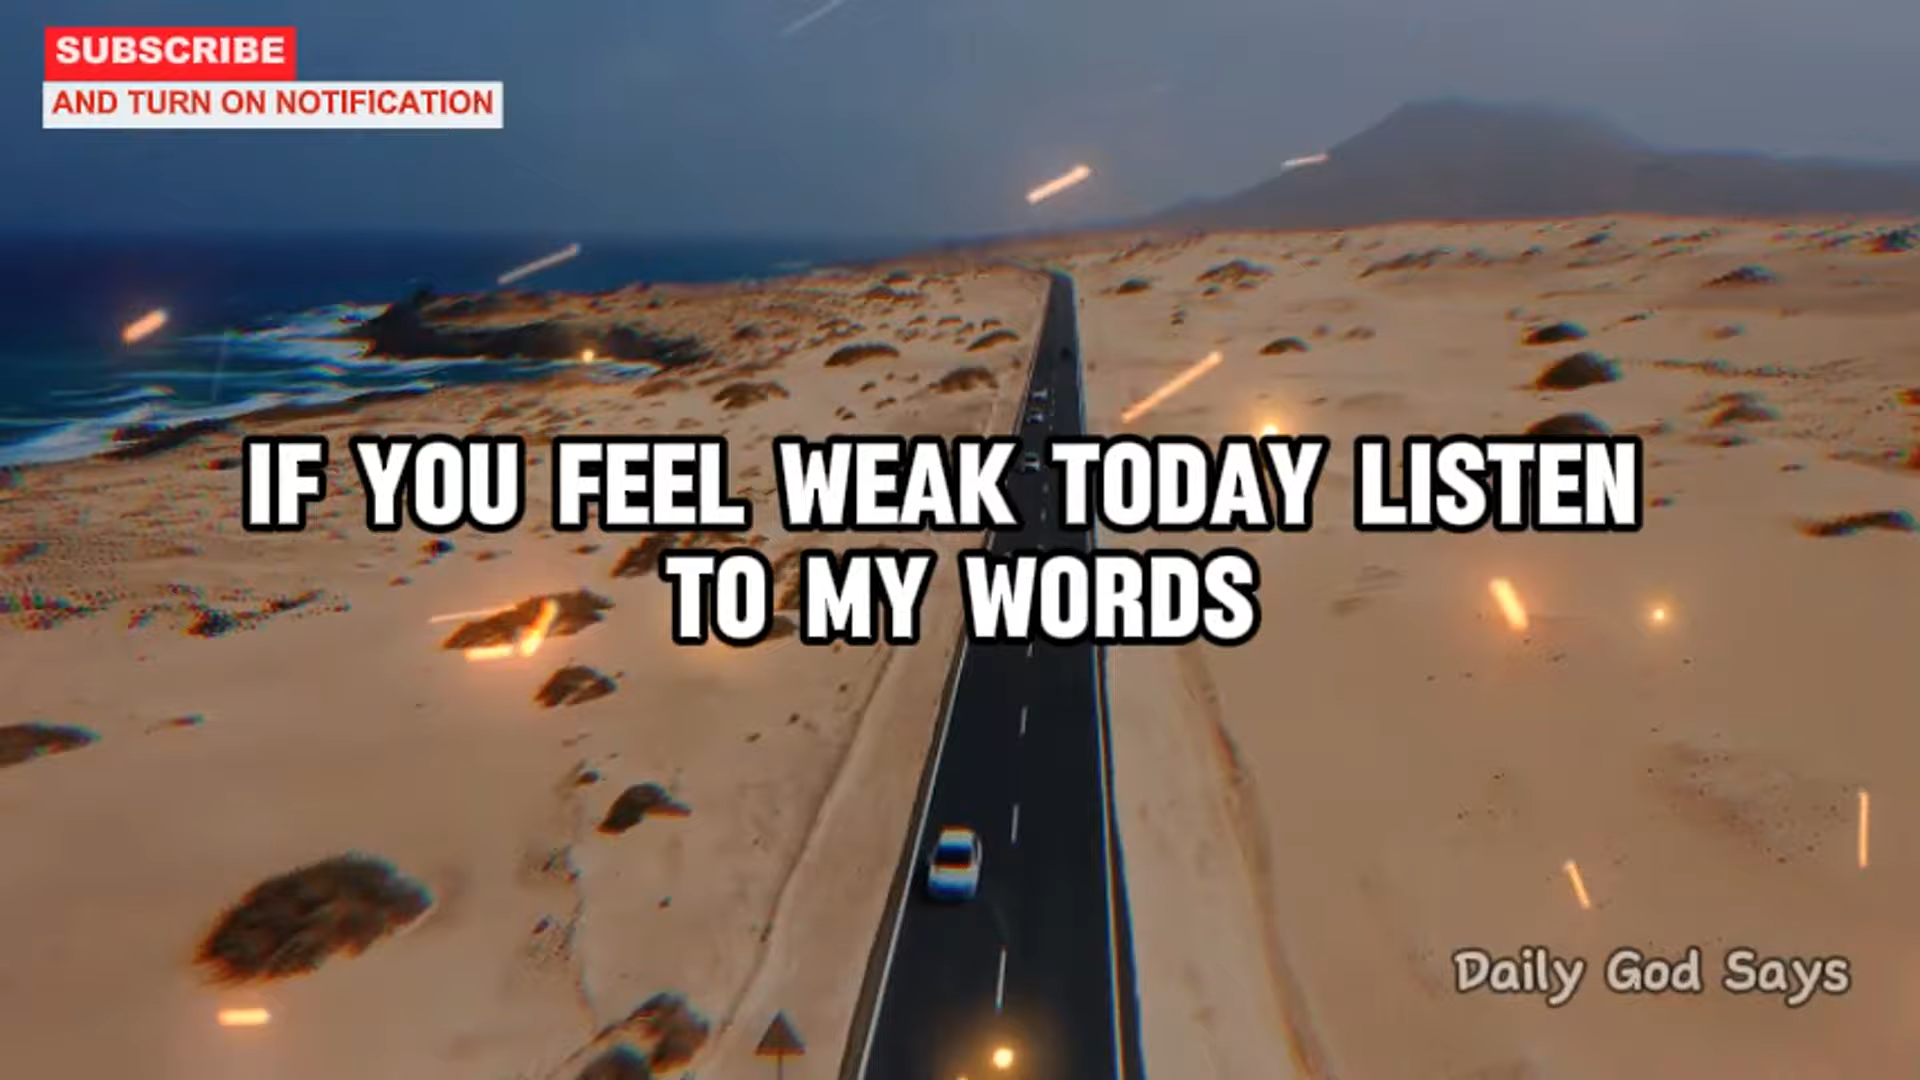 SUBSCRIBE
AND TURN ON NOTIFICATION
IF YOU FEEL WEAK TODAY LISTEN
TO MY WORDS
Daily God Says